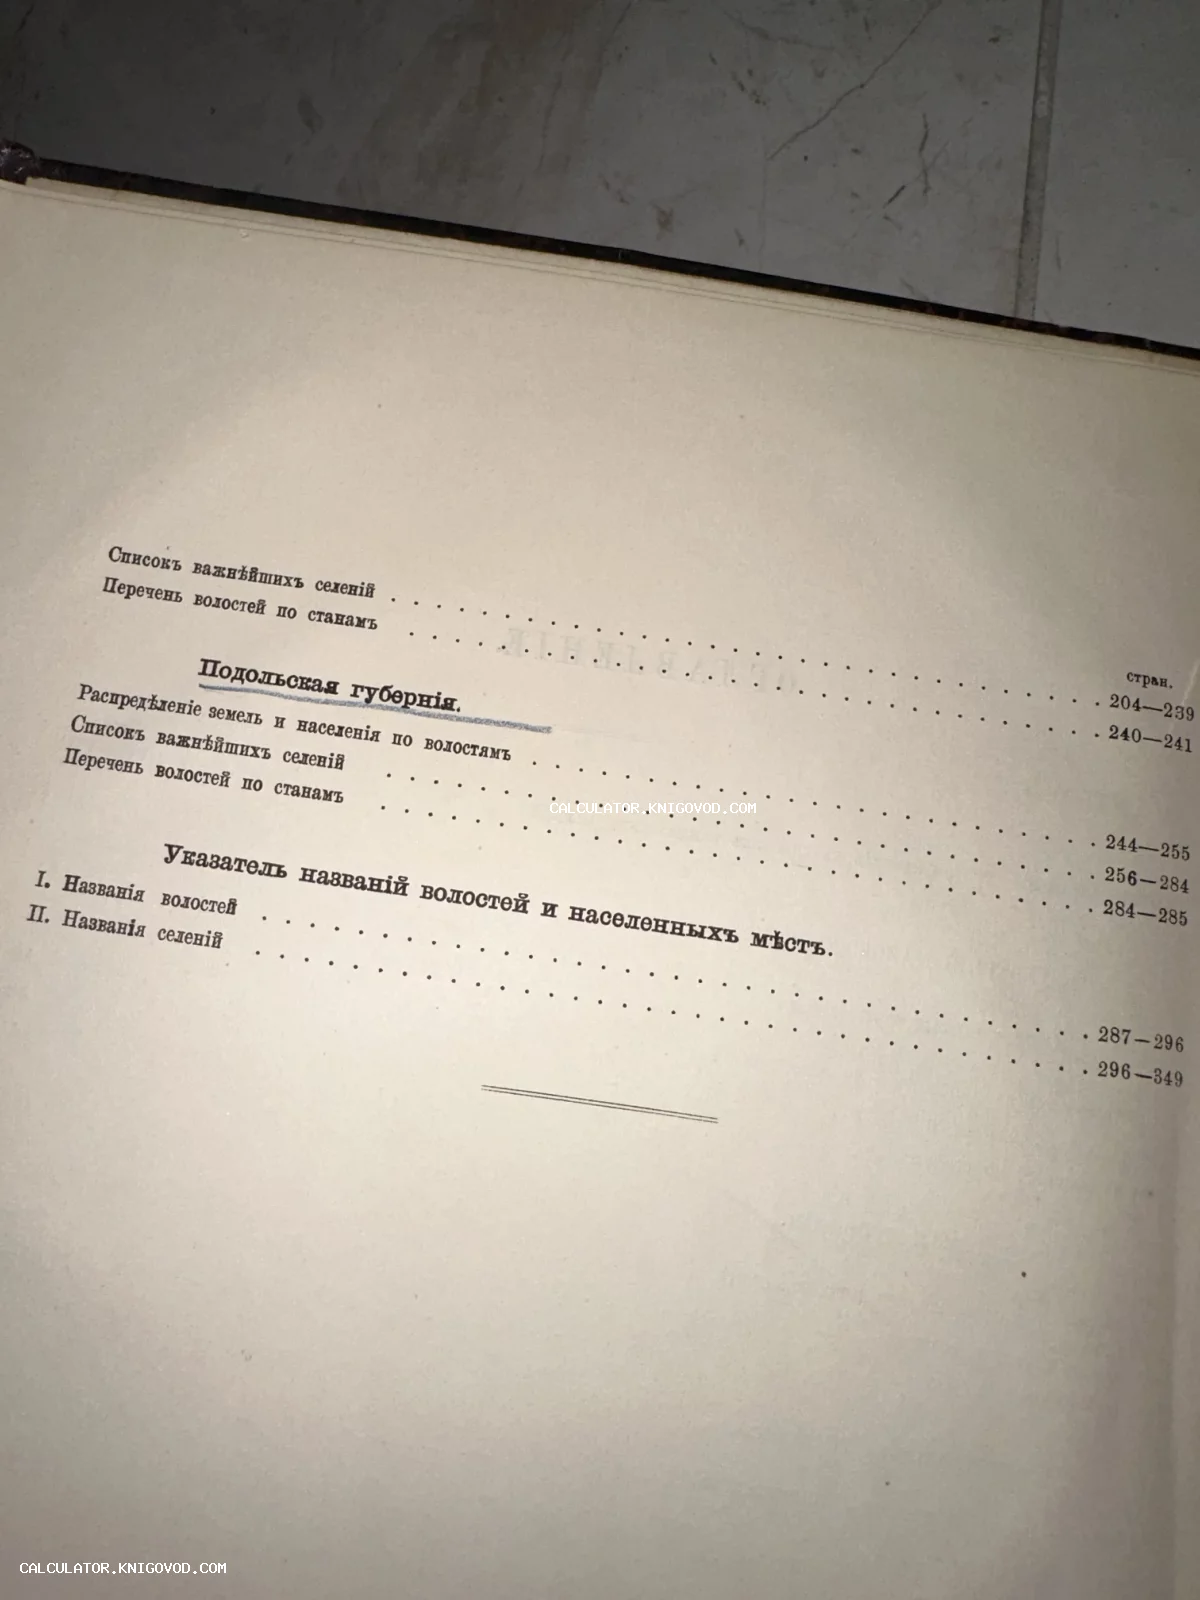 стран.
Списокъ важнѣйшихъ селеній . . . . . . . . . . 204—239
Перечень волостей по станамъ . . . . . . . . . . 240—241
Подольская губернія.
Распредѣленіе земель и населенія по волостямъ . . . . . . . . . . 244—255
Списокъ важнѣйшихъ селеній . . . . . . . . . . 256—284
Перечень волостей по станамъ . . . . . . . . . . 284—285
CALCULATOR.KNIGOVOD.COM
Указатель названій волостей и населенныхъ мѣстъ.
I. Названія волостей . . . . . . . . . . 287—296
II. Названія селеній . . . . . . . . . . 296—349
CALCULATOR.KNIGOVOD.COM